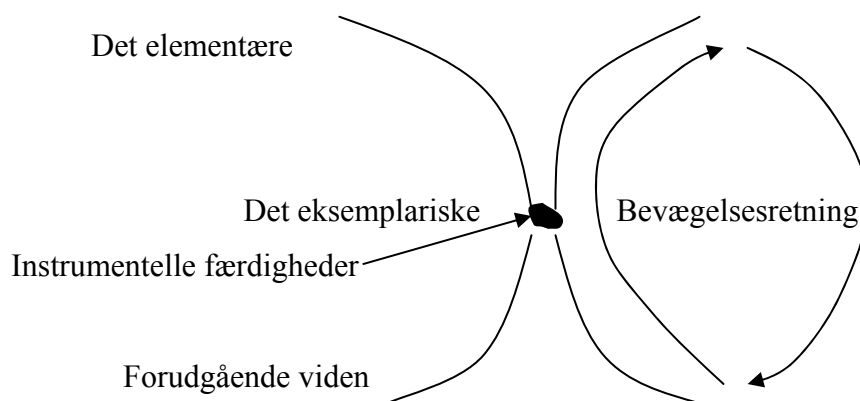 Det elementære
Det eksemplariske
Bevægelsesretning
Instrumentelle færdigheder
Forudgående viden